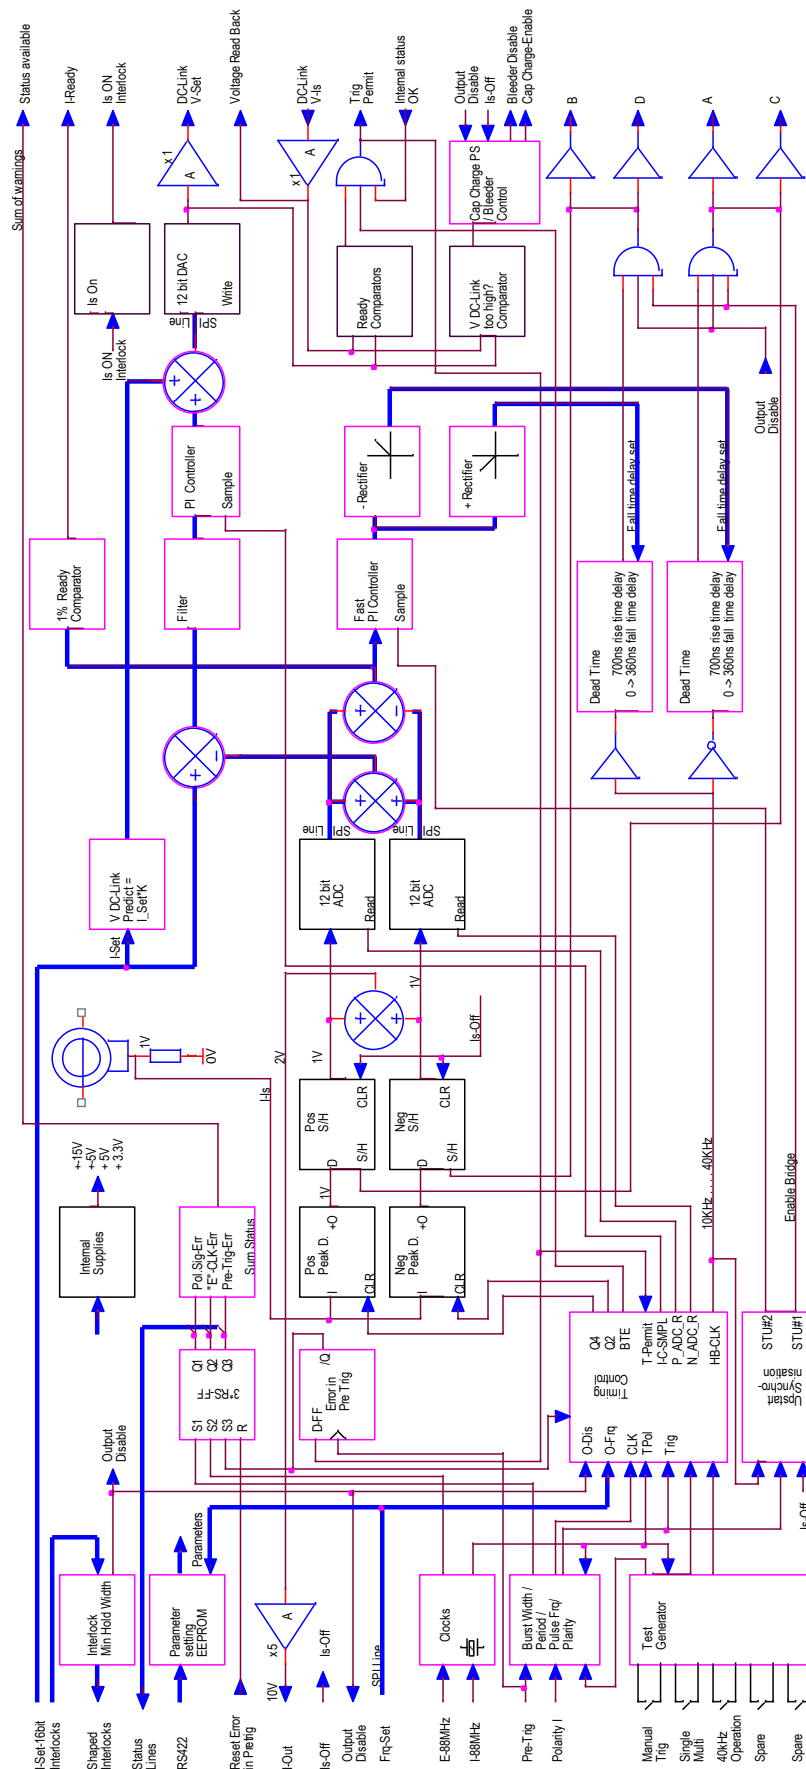 Status available
I-Ready
Is ON
Interlock
DC-Link
V-Set
Voltage Read Back
DC-Link
V-Is
Trig
Permit
Internal status
OK
Output
Disable
Is-Off
Bleeder Disable
Cap Charge-Enable
B
D
A
C
Sum of warnings
x 1
A
A
x1
Is On
12 bit DAC
Write
Cap Charge PS
/ Bleeder
Control
Ready
Comparators
V DC-Link
too high?
Comparator
SPI
Line
Is ON
Interlock
+
+
Output
Disable
PI Controller
Sample
- Rectifier
+ Rectifier
Fall time delay set
Fall time delay set
1% Ready
Comparator
Filter
Fast
PI Controller
Sample
Dead Time
700ns rise time delay
0 -> 360ns fall time delay
Dead Time
700ns rise time delay
0 -> 360ns fall time delay
+
-
+
-
+
+
SPI
Line
SPI
Line
V DC-Link
Predict =
I_Set*K
I-Set
12 bit
ADC
Read
12 bit
ADC
Read
1V
0V
I-Is
2V
1V
1V
+
+
Is-Off
Pos
S/H
D
S/H
CLR
Neg
S/H
D
S/H
CLR
+-15V
+-5V
+ 5V
+ 3.3V
Internal
Supplies
Pol.Sig-Err
"E"-CLK-Err
Pre-Trig-Err
Sum Status
1V
Pos
Peak D.
+O
I
CLR
Neg
Peak D.
+O
I
CLR
10KHz . . . . 40KHz
Enable Bridge
Q1
Q2
Q3
3*RS-FF
S1
S2
S3
R
/Q
Error in
Pre Trig
D-FF
Q4
Q2
BTE
T-Permit
I-C-SMPL
P_ADC_R
N_ADC_R
HB-CLK
Timing
Control
O-Dis
O-Frq
CLK
TPol
Trig
STU#2
STU#1
Upstart
Synchro-
nisation
Is-Off
Output
Disable
Parameters
Interlock
Min Hold Width
Parameter
setting
EEPROM
A
x5
10V
Is-Off
SPI Line
Clocks
Burst Width /
Period /
Pulse Frq/
Plarity
Test
Generator
I-Set-16bit
Interlocks
Shaped
Interlocks
Status
Lines
RS422
Reset Error
in Pretrig
I-Out
Is-Off
Output
Disable
Frq-Set
E-88MHz
I-88MHz
Pre-Trig
Polarity I
Manual
Trig
Single
Multi
40kHz
Operation
Spare
Spare